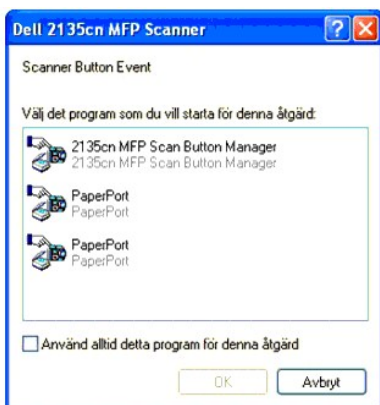 Dell 2135cn MFP Scanner
Scanner Button Event
Välj det program som du vill starta för denna åtgärd:
2135cn MFP Scan Button Manager
2135cn MFP Scan Button Manager
PaperPort
PaperPort
PaperPort
PaperPort
Använd alltid detta program för denna åtgärd
OK
Avbryt